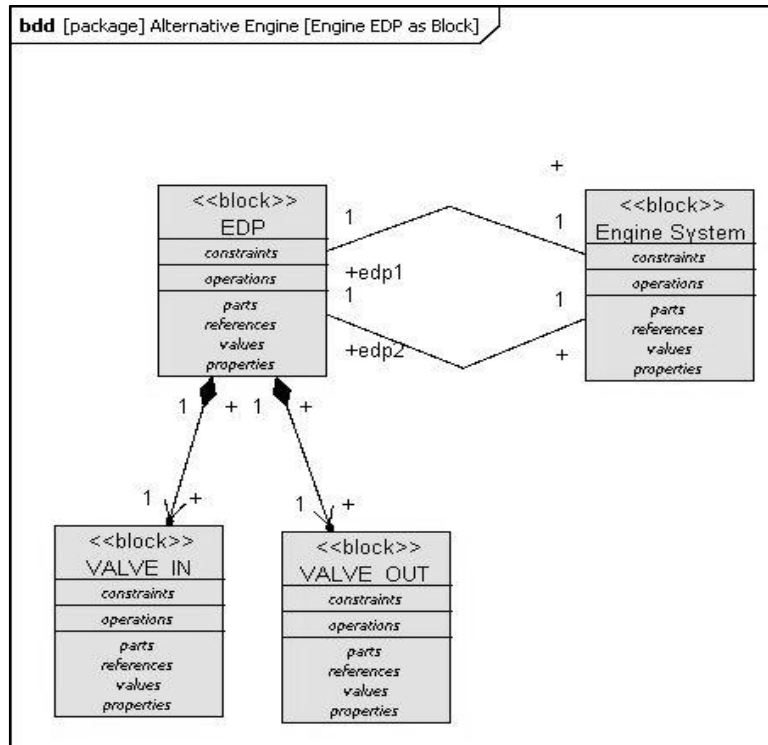 bdd [package] Alternative Engine [Engine EDP as Block]
+
<<block>>
EDP
constraints
operations
parts
references
values
properties
1
1
+edp1
1
1
+edp2
+
<<block>>
Engine System
constraints
operations
parts
references
values
properties
1
+
1
+
1
+
1
+
<<block>>
VALVE_IN
constraints
operations
parts
references
values
properties
<<block>>
VALVE_OUT
constraints
operations
parts
references
values
properties